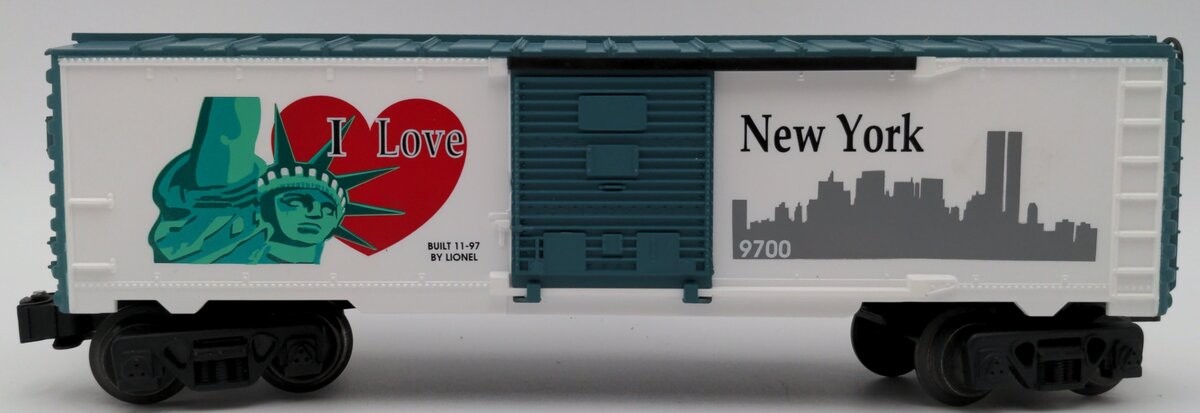 I Love
BUILT 11-97
BY LIONEL
New York
9700